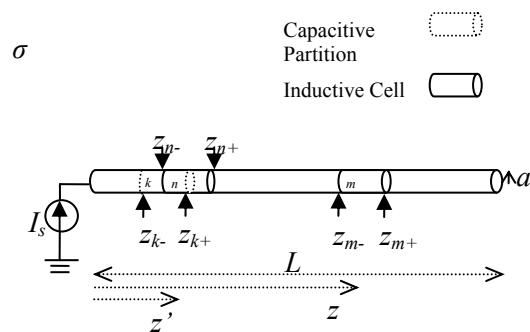 Capacitive
Partition
σ
Inductive Cell
z_{n-} z_{n+}
k n m a
I_s
z_{k-} z_{k+} z_{m-} z_{m+}
L
z' z